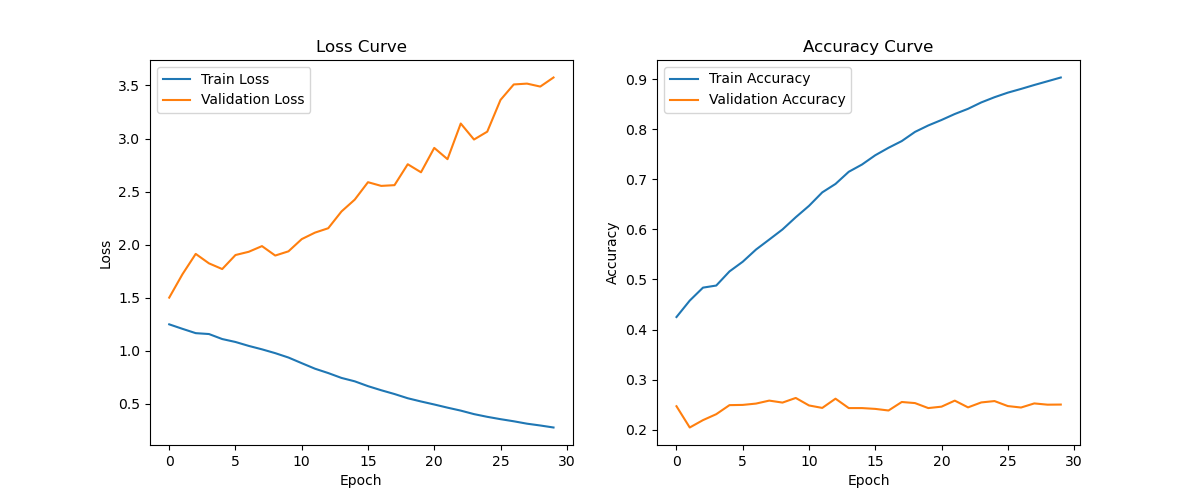 Loss Curve
Train Loss
Validation Loss
3.5
3.0
2.5
2.0
1.5
1.0
0.5
Loss
0 5 10 15 20 25 30
Epoch
Accuracy Curve
Train Accuracy
Validation Accuracy
0.9
0.8
0.7
0.6
0.5
0.4
0.3
0.2
Accuracy
0 5 10 15 20 25 30
Epoch